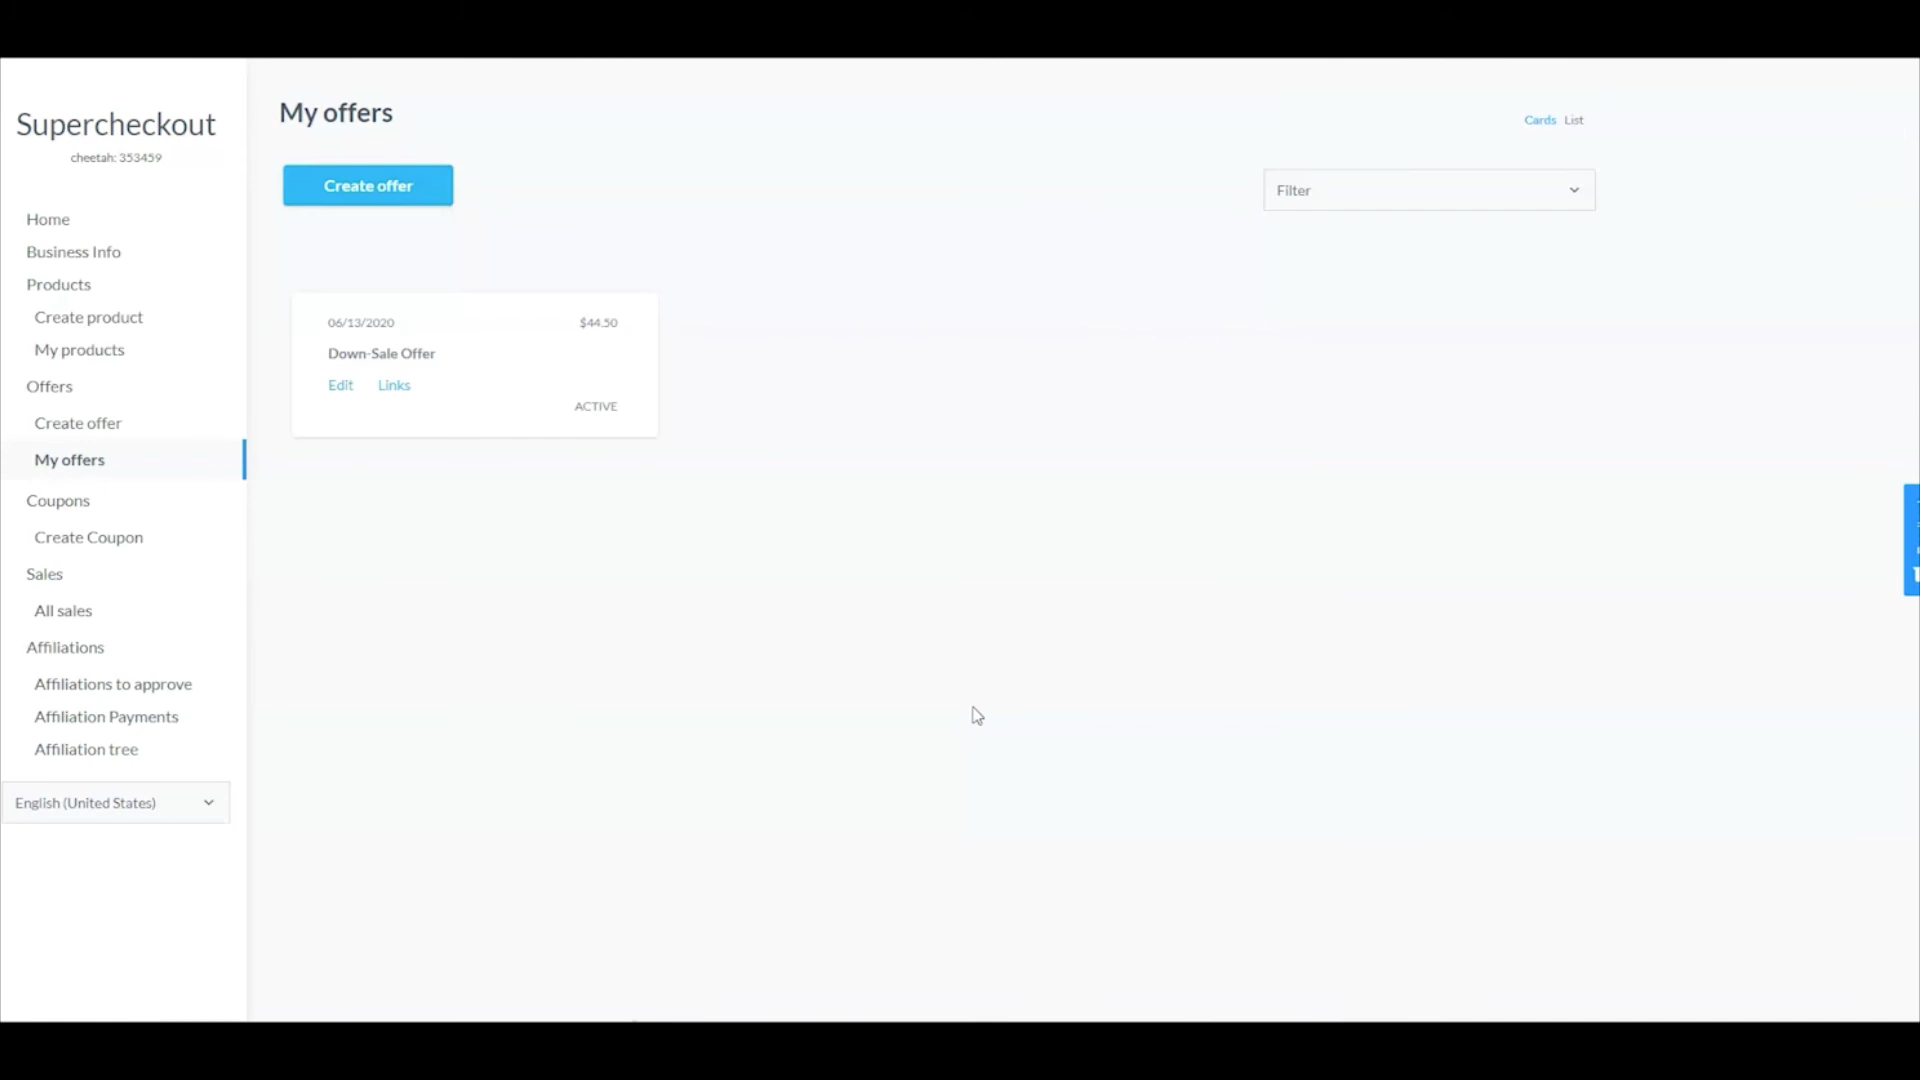 Supercheckout
cheetah: 353459
Home
Business Info
Products
Create product
My products
Offers
Create offer
My offers
Coupons
Create Coupon
Sales
All sales
Affiliations
Affiliations to approve
Affiliation Payments
Affiliation tree
English (United States)
My offers
Cards List
Create offer
Filter
06/13/2020 $44.50
Down-Sale Offer
Edit Links
ACTIVE